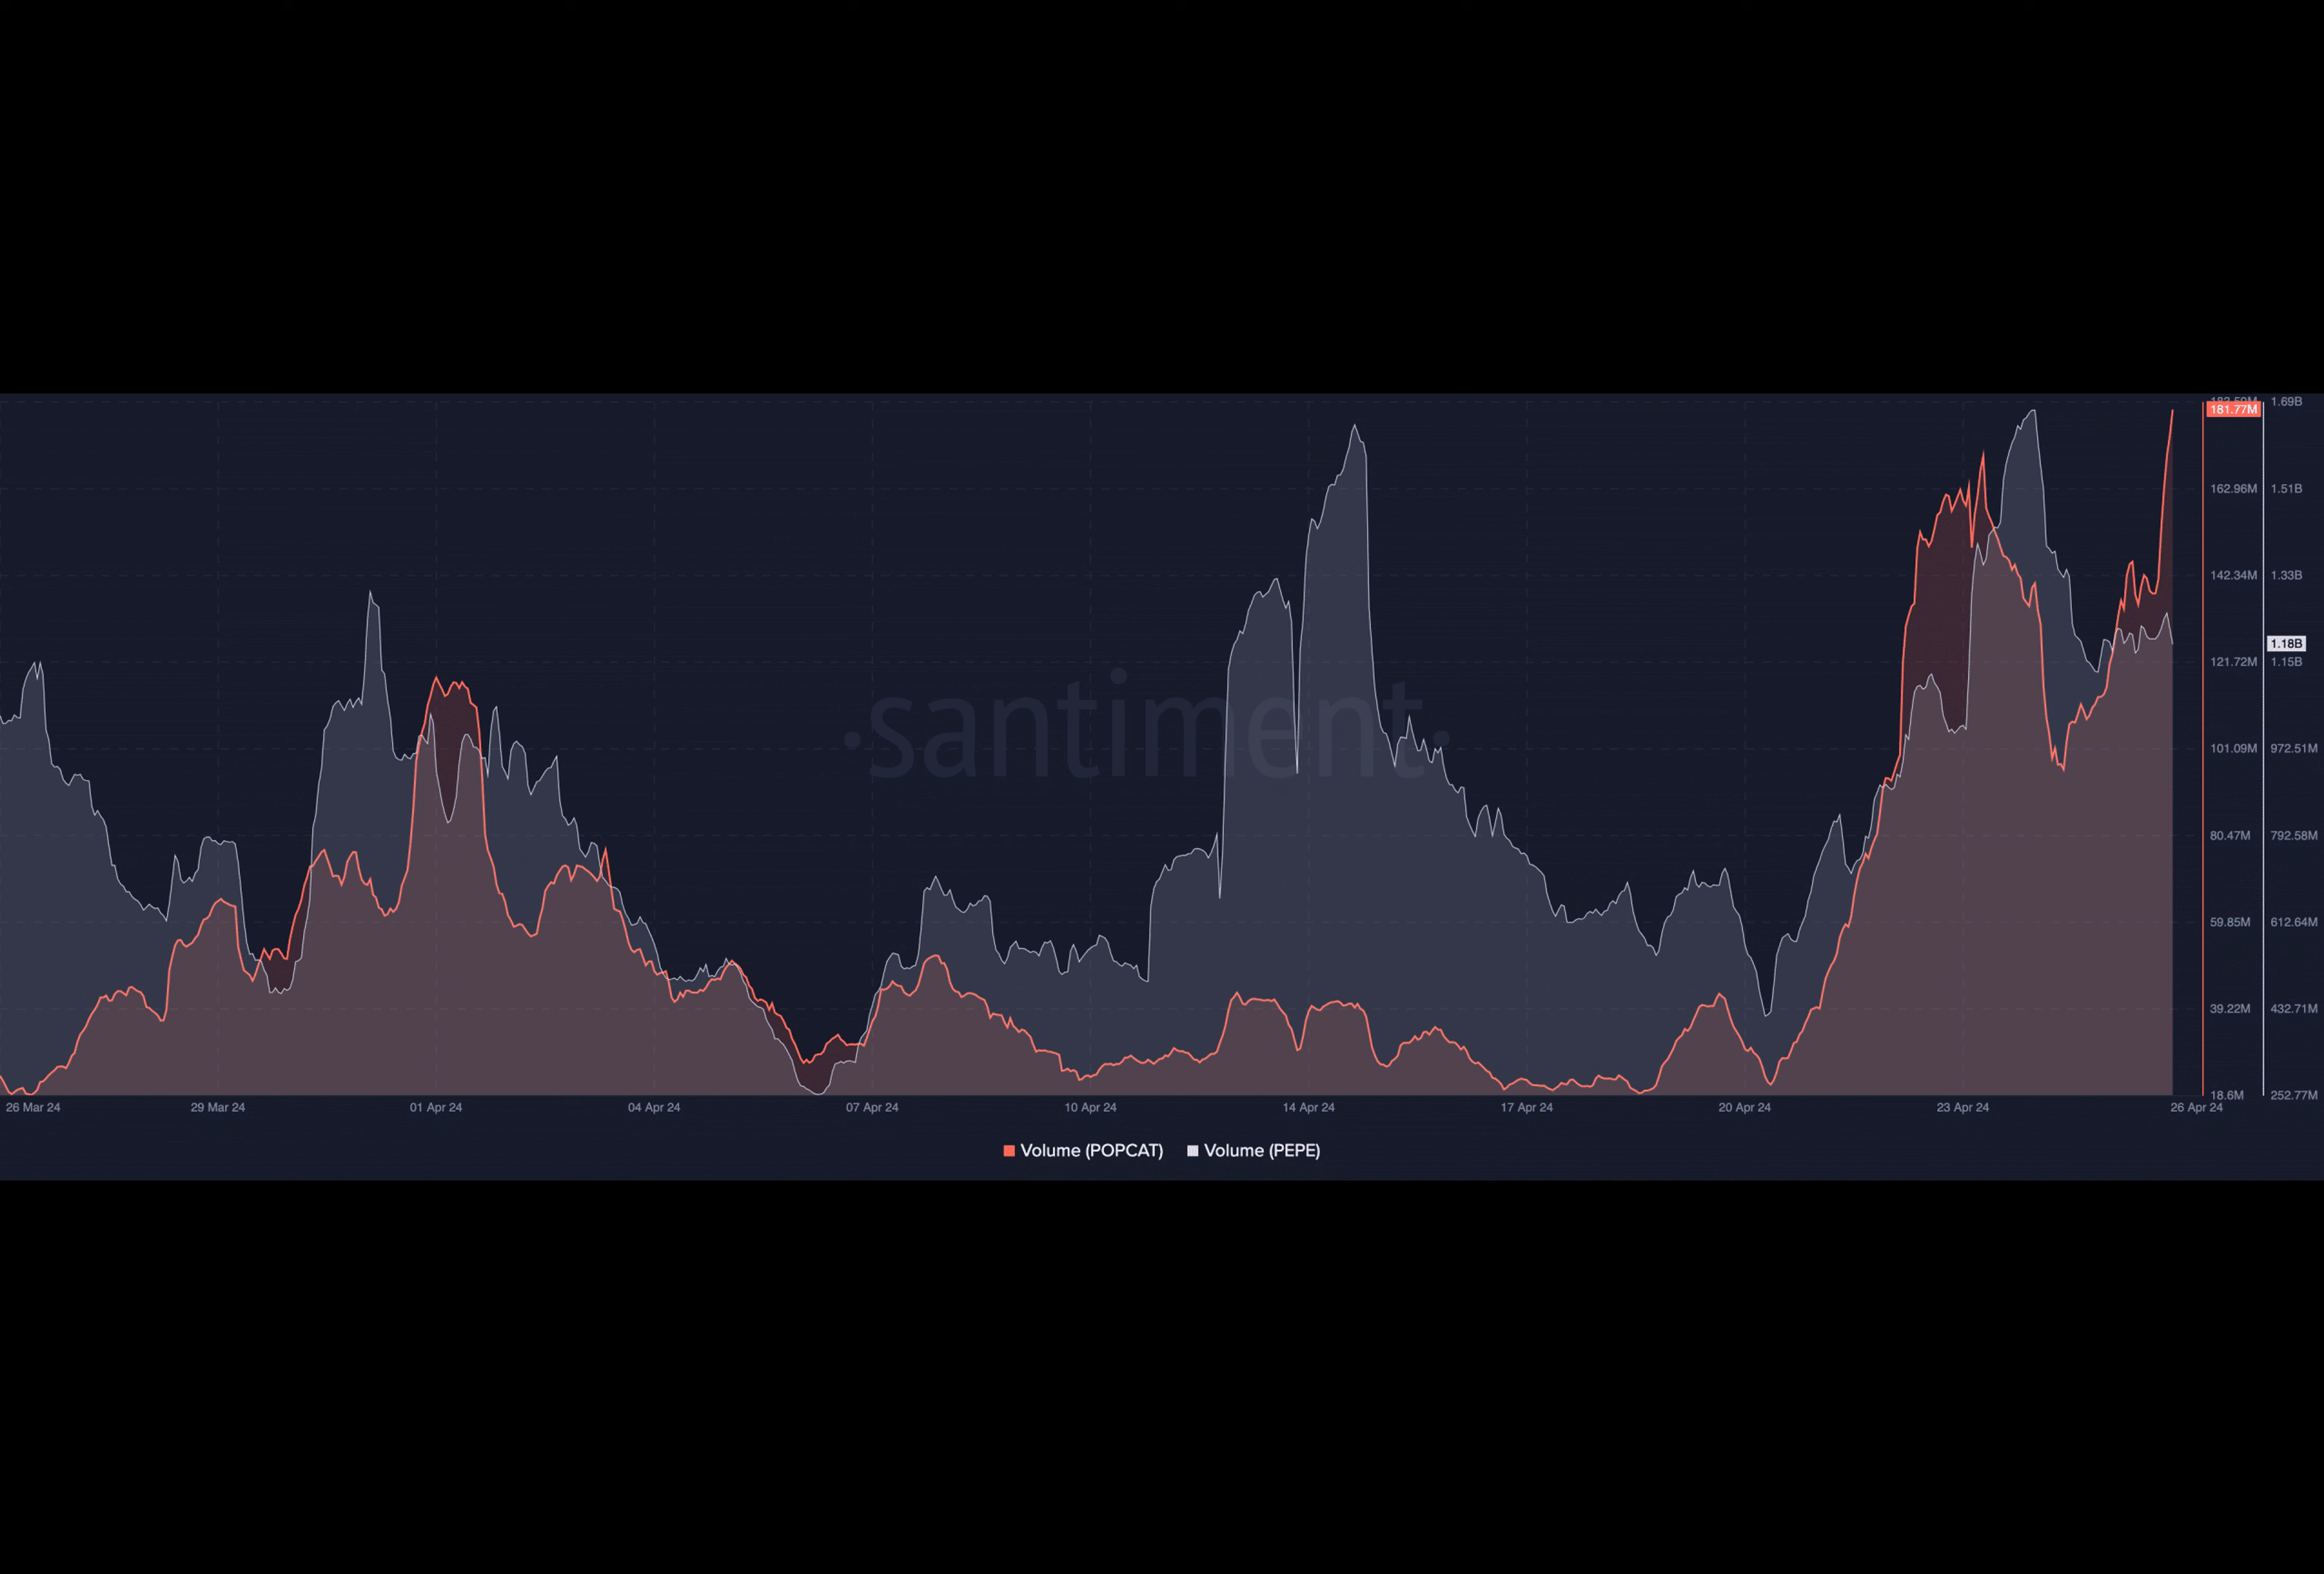 ·santiment·
181.77M 1.69B
162.96M 1.51B
142.34M 1.33B
1.18B
121.72M 1.15B
101.09M 972.51M
80.47M 792.58M
59.85M 612.64M
39.22M 432.71M
18.6M 252.77M
26 Mar 24 29 Mar 24 01 Apr 24 04 Apr 24 07 Apr 24 10 Apr 24 14 Apr 24 17 Apr 24 20 Apr 24 23 Apr 24 26 Apr 24
Volume (POPCAT) Volume (PEPE)